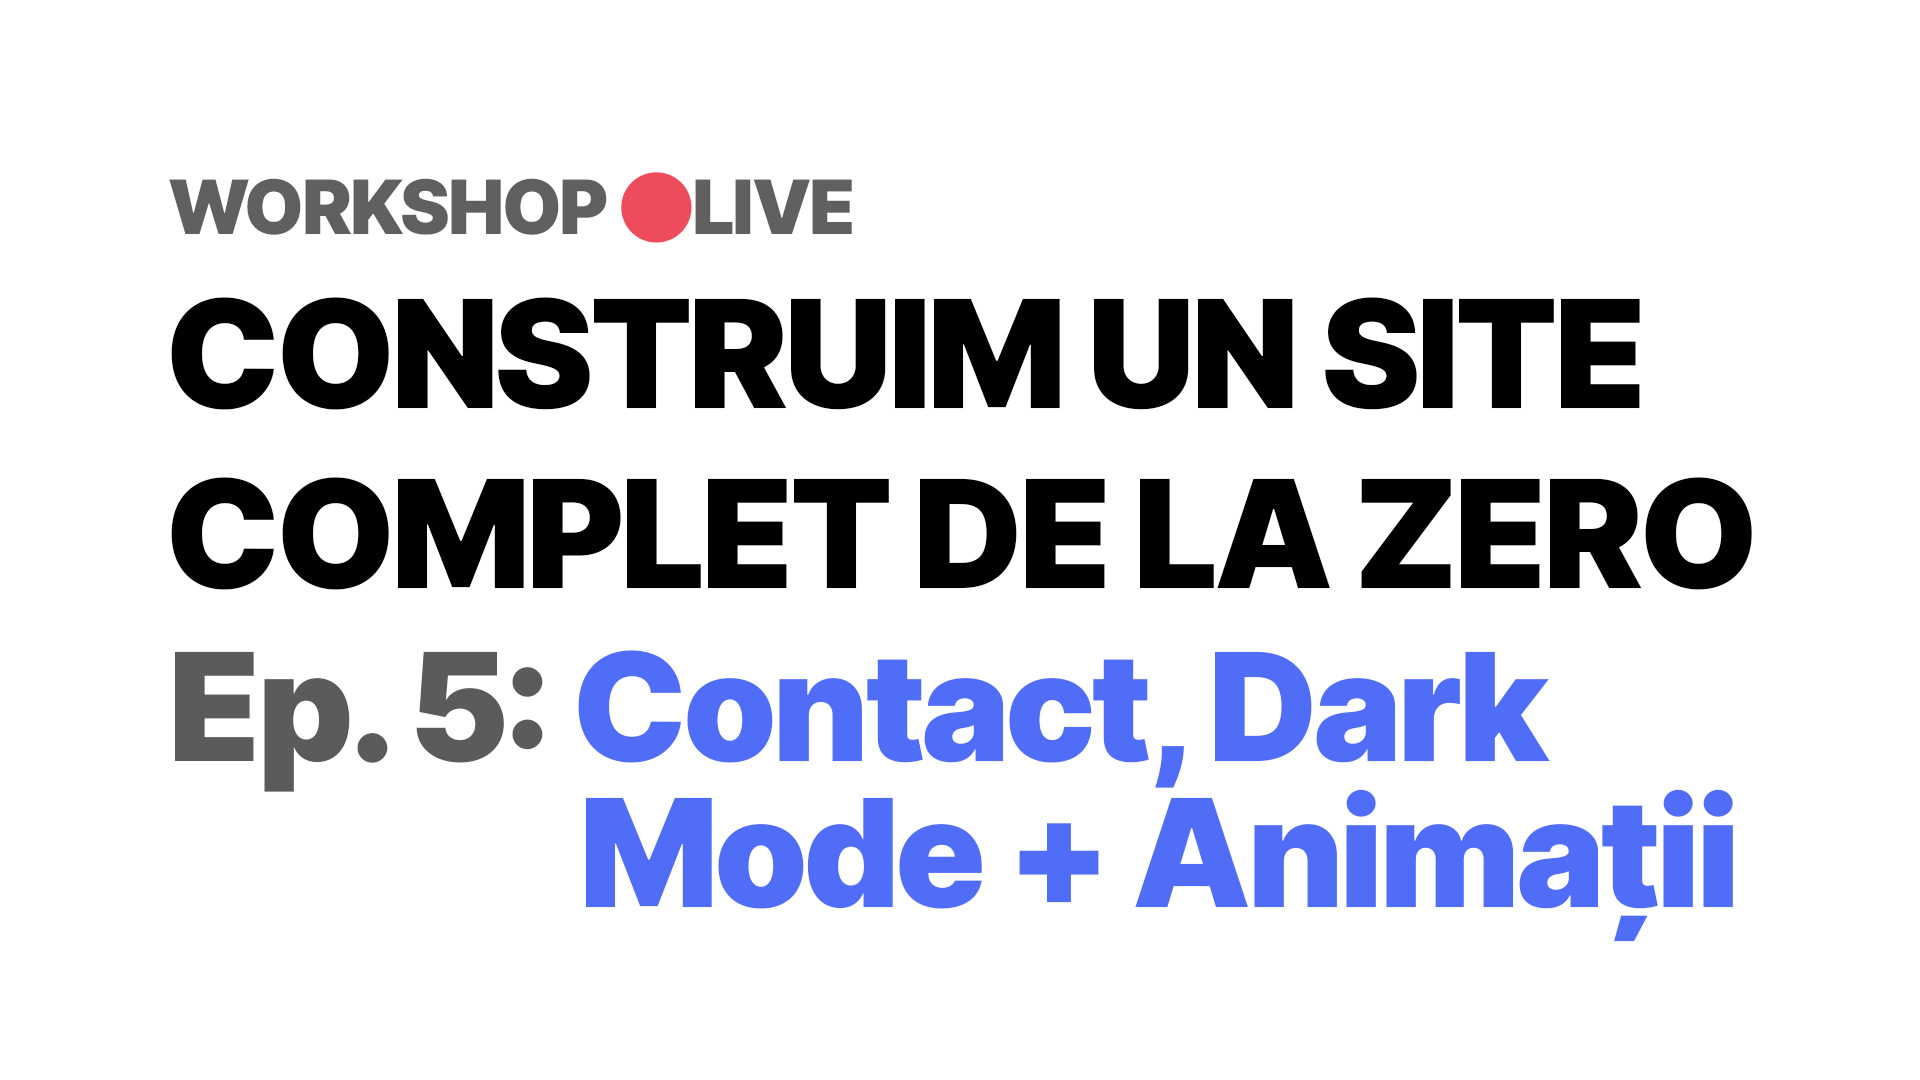 WORKSHOP 🔴LIVE
CONSTRUIM UN SITE
COMPLET DE LA ZERO
Ep. 5: Contact, Dark
Mode + Animații